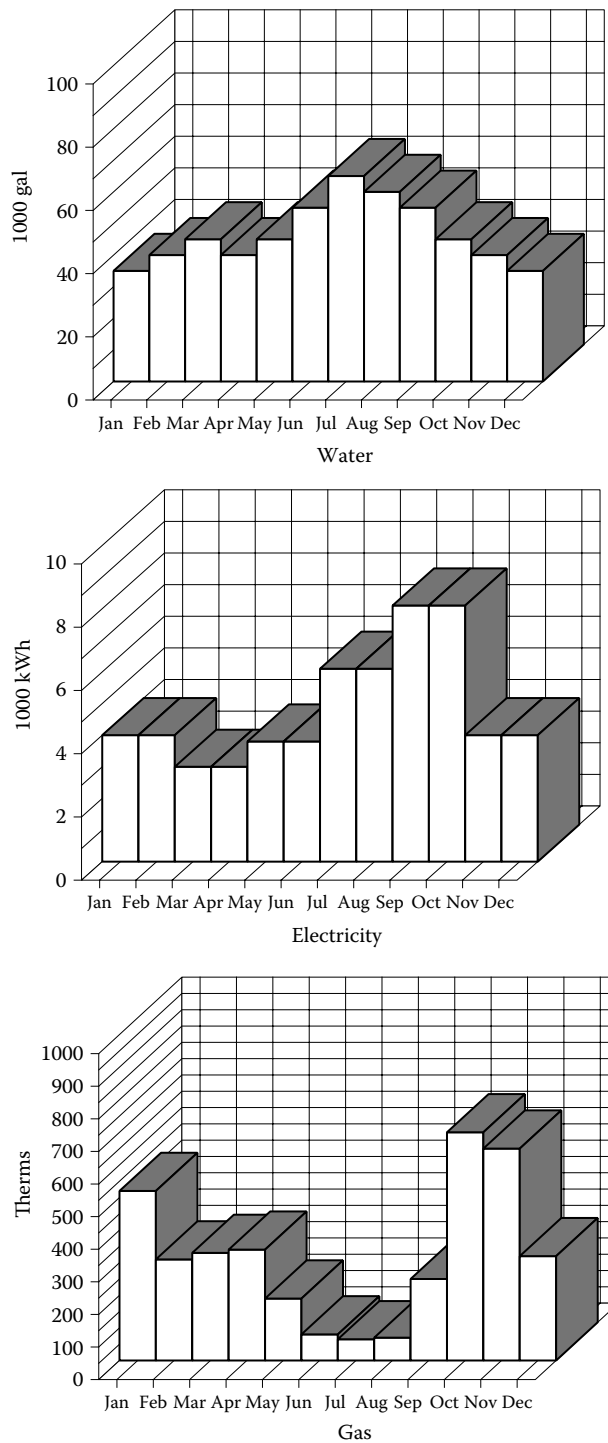 100
80
60
40
20
0
1000 gal
Jan Feb Mar Apr May Jun Jul Aug Sep Oct Nov Dec
Water
10
8
6
4
2
0
1000 kWh
Jan Feb Mar Apr May Jun Jul Aug Sep Oct Nov Dec
Electricity
1000
900
800
700
600
500
400
300
200
100
0
Therms
Jan Feb Mar Apr May Jun Jul Aug Sep Oct Nov Dec
Gas